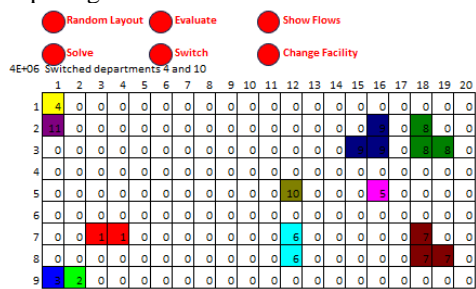 Random Layout Evaluate Show Flows
Solve Switch Change Facility
4E+06 Switched departments 4 and 10
1 2 3 4 5 6 7 8 9 10 11 12 13 14 15 16 17 18 19 20
1 4 0 0 0 0 0 0 0 0 0 0 0 0 0 0 0 0 0 0 0
2 11 0 0 0 0 0 0 0 0 0 0 0 0 0 0 9 0 8 0 0
3 0 0 0 0 0 0 0 0 0 0 0 0 0 0 9 9 0 8 8 0
4 0 0 0 0 0 0 0 0 0 0 0 0 0 0 0 0 0 0 0 0
5 0 0 0 0 0 0 0 0 0 0 0 10 0 0 0 5 0 0 0 0
6 0 0 0 0 0 0 0 0 0 0 0 0 0 0 0 0 0 0 0 0
7 0 0 1 1 0 0 0 0 0 0 0 6 0 0 0 0 0 7 0 0
8 0 0 0 0 0 0 0 0 0 0 0 6 0 0 0 0 0 7 7 0
9 3 2 0 0 0 0 0 0 0 0 0 0 0 0 0 0 0 0 0 0